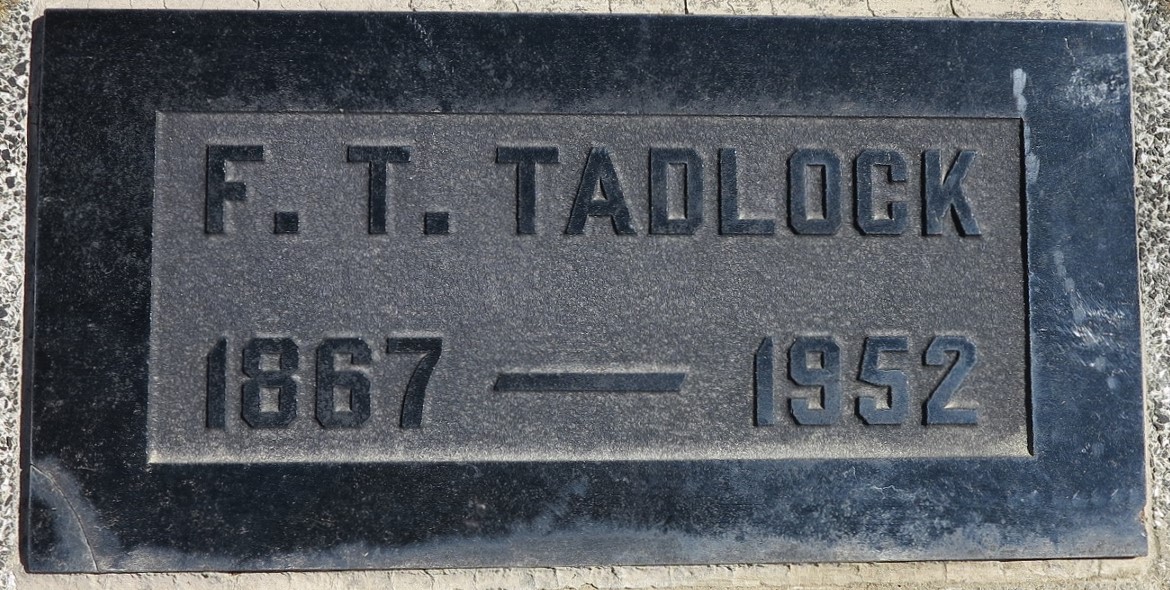 F. T. TADLOCK
1867 — 1952